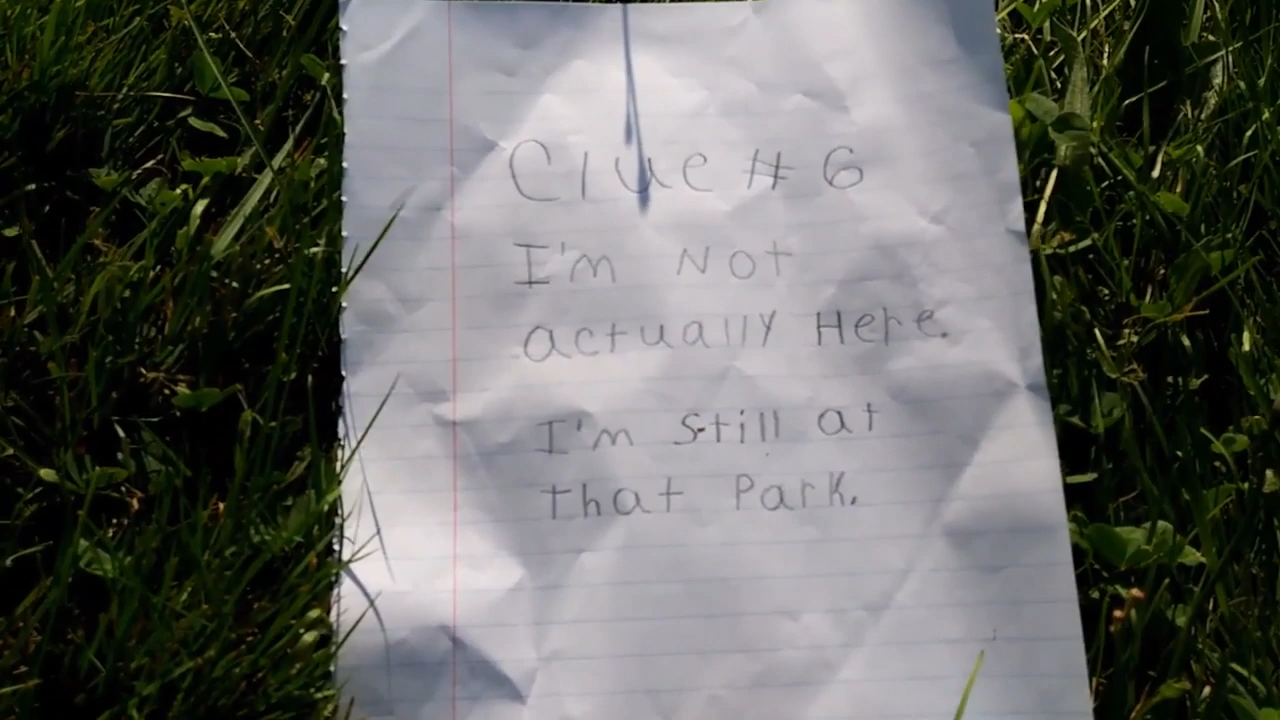 Clue # 6
I'm Not
actually Here.
I'm still at
that Park.